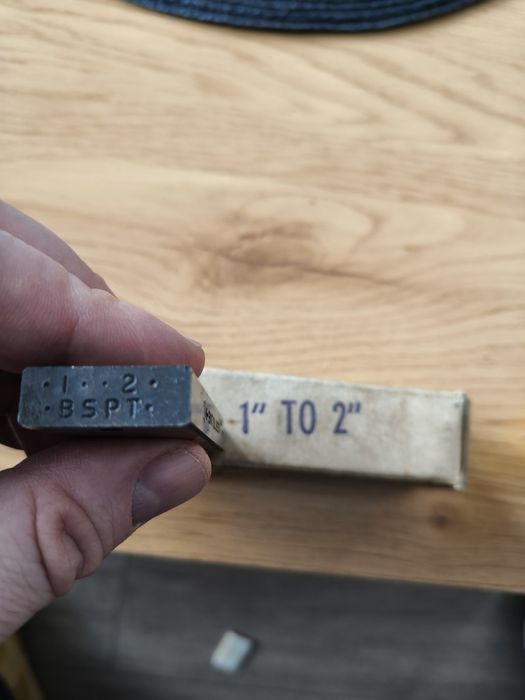 1 2
BSPT
1" TO 2"